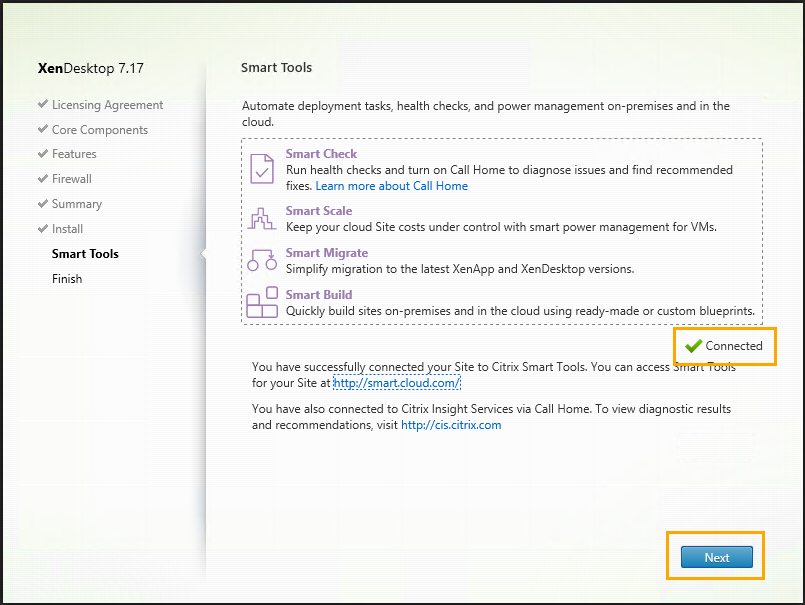 XenDesktop 7.17
Licensing Agreement
Core Components
Features
Firewall
Summary
Install
Smart Tools
Finish
Smart Tools
Automate deployment tasks, health checks, and power management on-premises and in the
cloud.
Smart Check
Run health checks and turn on Call Home to diagnose issues and find recommended
fixes. Learn more about Call Home
Smart Scale
Keep your cloud Site costs under control with smart power management for VMs.
Smart Migrate
Simplify migration to the latest XenApp and XenDesktop versions.
Smart Build
Quickly build sites on-premises and in the cloud using ready-made or custom blueprints.
Connected
You have successfully connected your Site to Citrix Smart Tools. You can access Smart Tools
for your Site at http://smart.cloud.com/
You have also connected to Citrix Insight Services via Call Home. To view diagnostic results
and recommendations, visit http://cis.citrix.com
Next